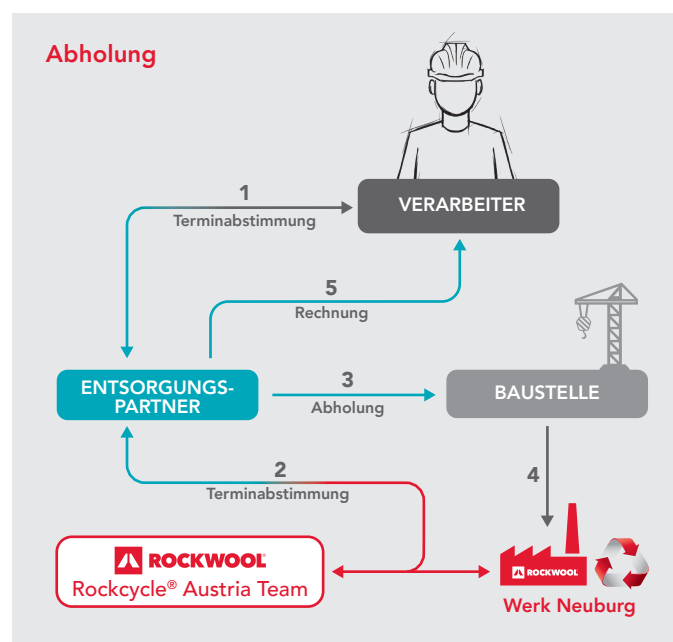 Abholung
VERARBEITER
1
Terminabstimmung
5
Rechnung
ENTSORGUNGS-
PARTNER
3
Abholung
BAUSTELLE
2
Terminabstimmung
4
ROCKWOOL
Rockcycle® Austria Team
ROCKWOOL
Werk Neuburg